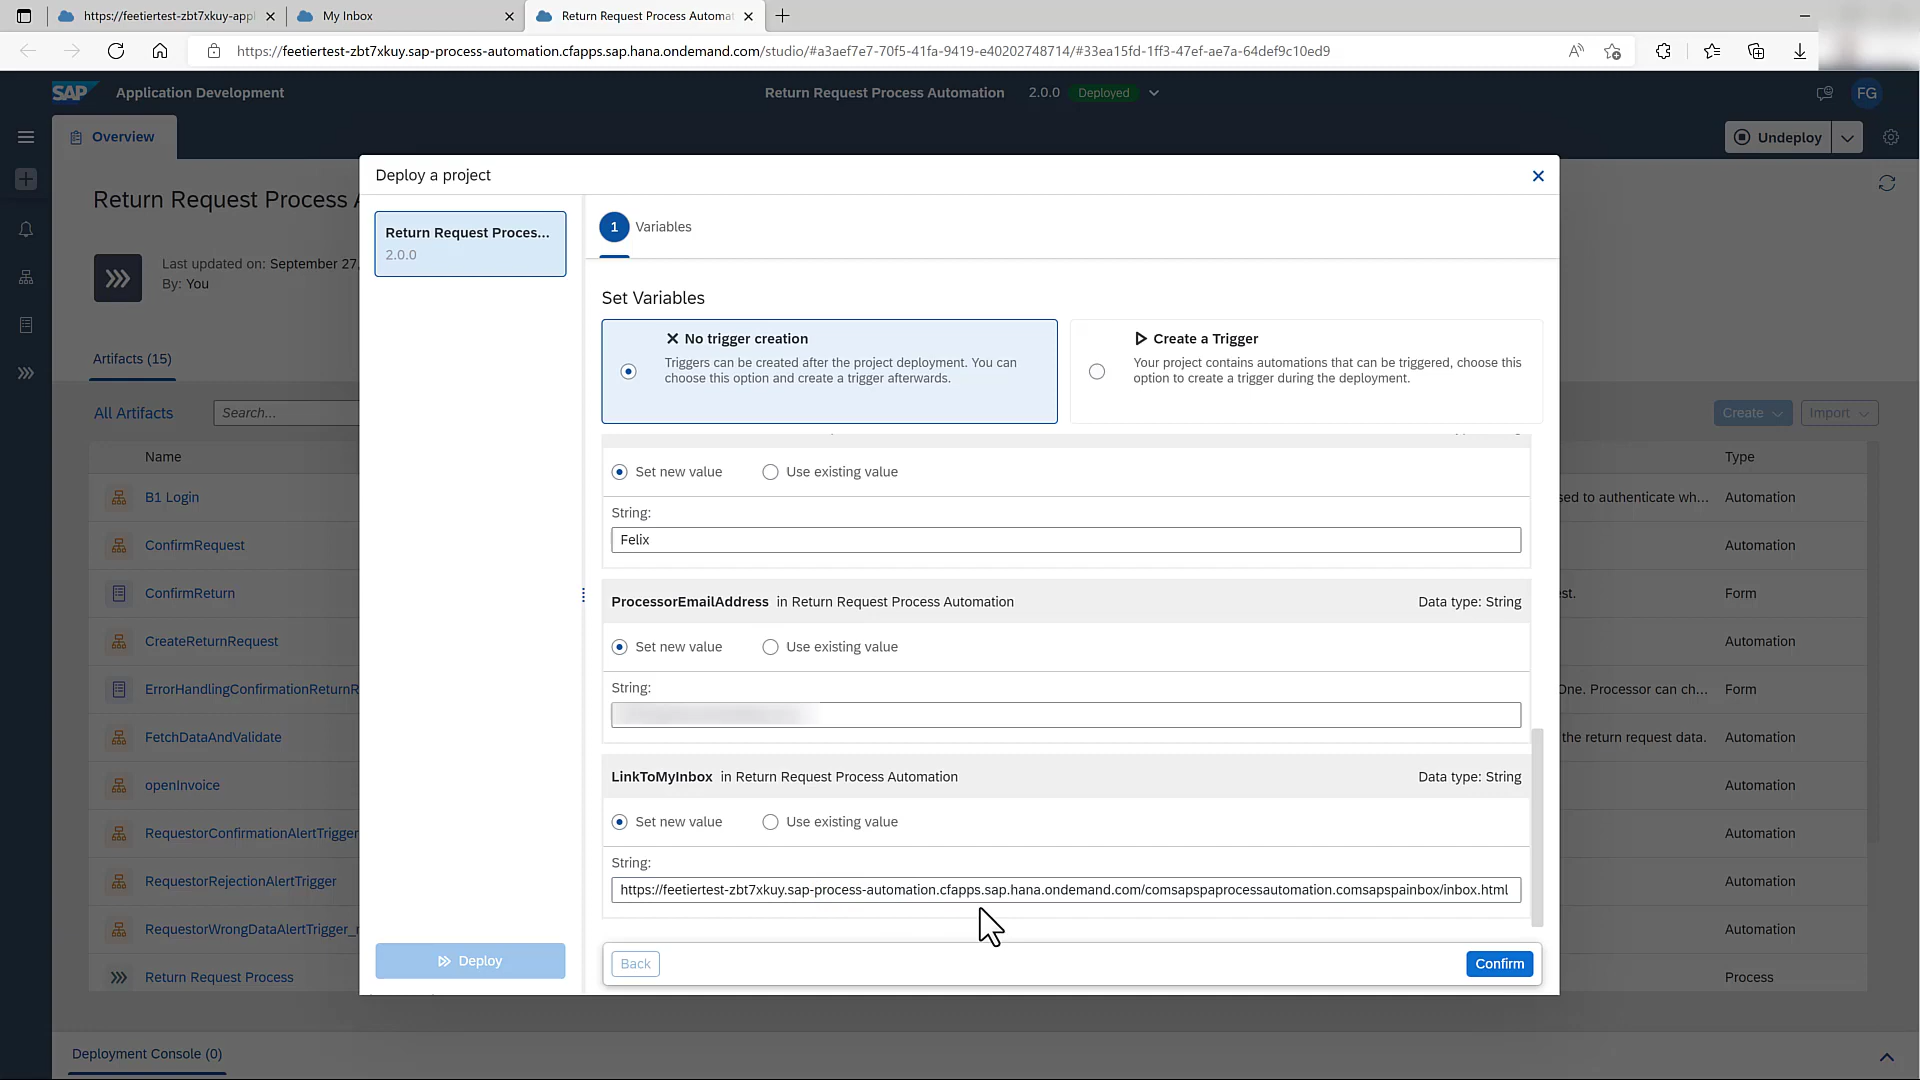 https://feetiertest-zbt7xkuy-appl
My Inbox
Return Request Process Automat
https://feetiertest-zbt7xkuy.sap-process-automation.cfapps.sap.hana.ondemand.com/studio/#a3aef7e7-70f5-41fa-9419-e40202748714/#33ea15fd-1ff3-47ef-ae7a-64def9c10ed9
SAP Application Development
Return Request Process Automation 2.0.0 Deployed
FG
Overview
Undeploy
Return Request Process A
Last updated on: September 27,
By: You
Artifacts (15)
All Artifacts
Search...
Create
Import
Name
Type
B1 Login
sed to authenticate wh... Automation
ConfirmRequest
Automation
ConfirmReturn
st. Form
CreateReturnRequest
Automation
ErrorHandlingConfirmationReturnR
One. Processor can ch... Form
FetchDataAndValidate
the return request data. Automation
openInvoice
Automation
RequestorConfirmationAlertTrigger
Automation
RequestorRejectionAlertTrigger
Automation
RequestorWrongDataAlertTrigger_
Automation
Return Request Process
Process
Deployment Console (0)
Deploy a project
Return Request Proces...
2.0.0
1 Variables
Set Variables
No trigger creation
Triggers can be created after the project deployment. You can
choose this option and create a trigger afterwards.
Create a Trigger
Your project contains automations that can be triggered, choose this
option to create a trigger during the deployment.
Set new value Use existing value
String:
Felix
ProcessorEmailAddress in Return Request Process Automation Data type: String
Set new value Use existing value
String:
LinkToMyInbox in Return Request Process Automation Data type: String
Set new value Use existing value
String:
https://feetiertest-zbt7xkuy.sap-process-automation.cfapps.sap.hana.ondemand.com/comsapspaprocessautomation.comsapspainbox/inbox.html
Deploy
Back
Confirm